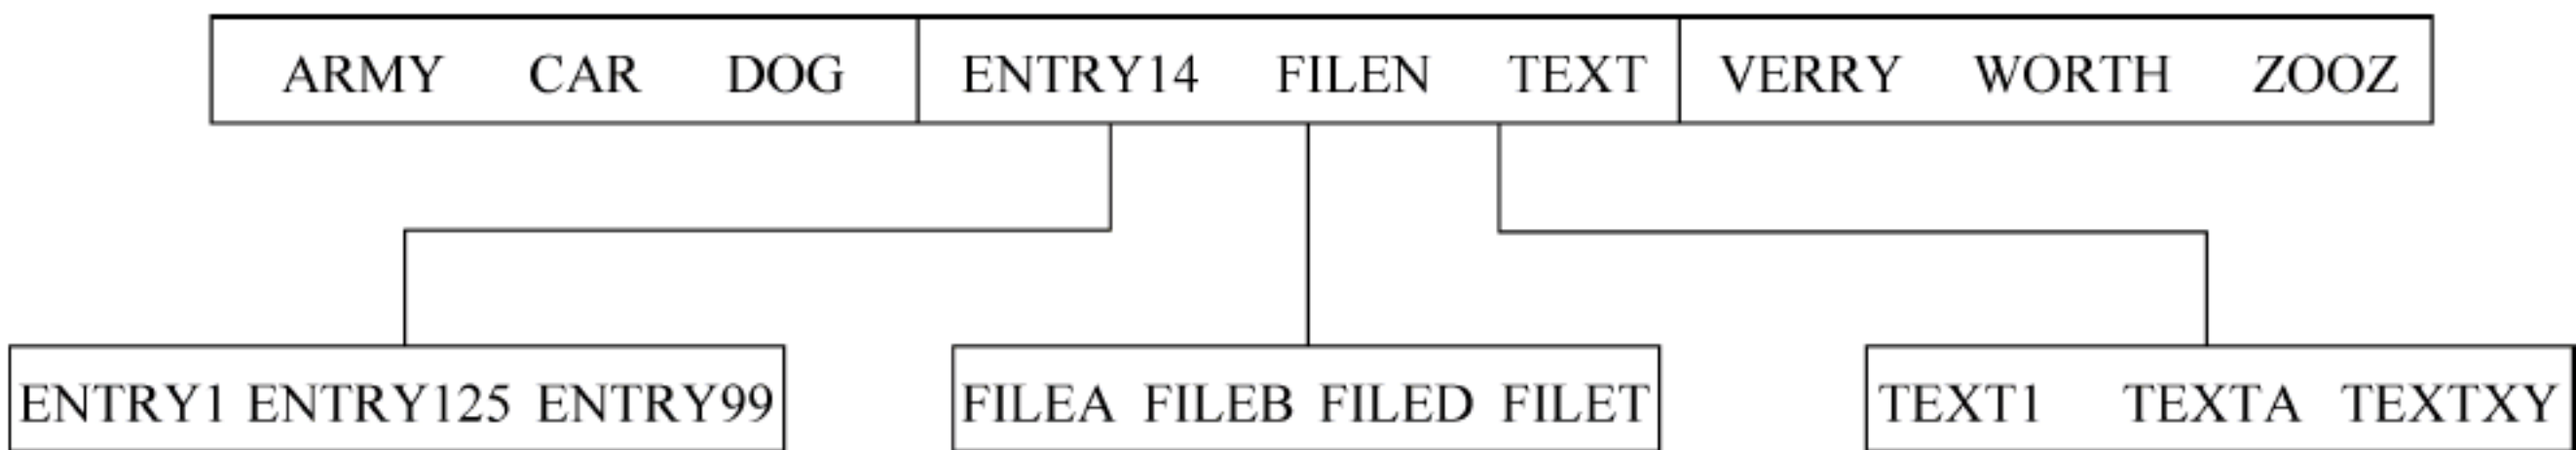 ARMY CAR DOG ENTRY14 FILEN TEXT VERRY WORTH ZOOZ
ENTRY1 ENTRY125 ENTRY99 FILEA FILEB FILED FILET TEXT1 TEXTA TEXTXY